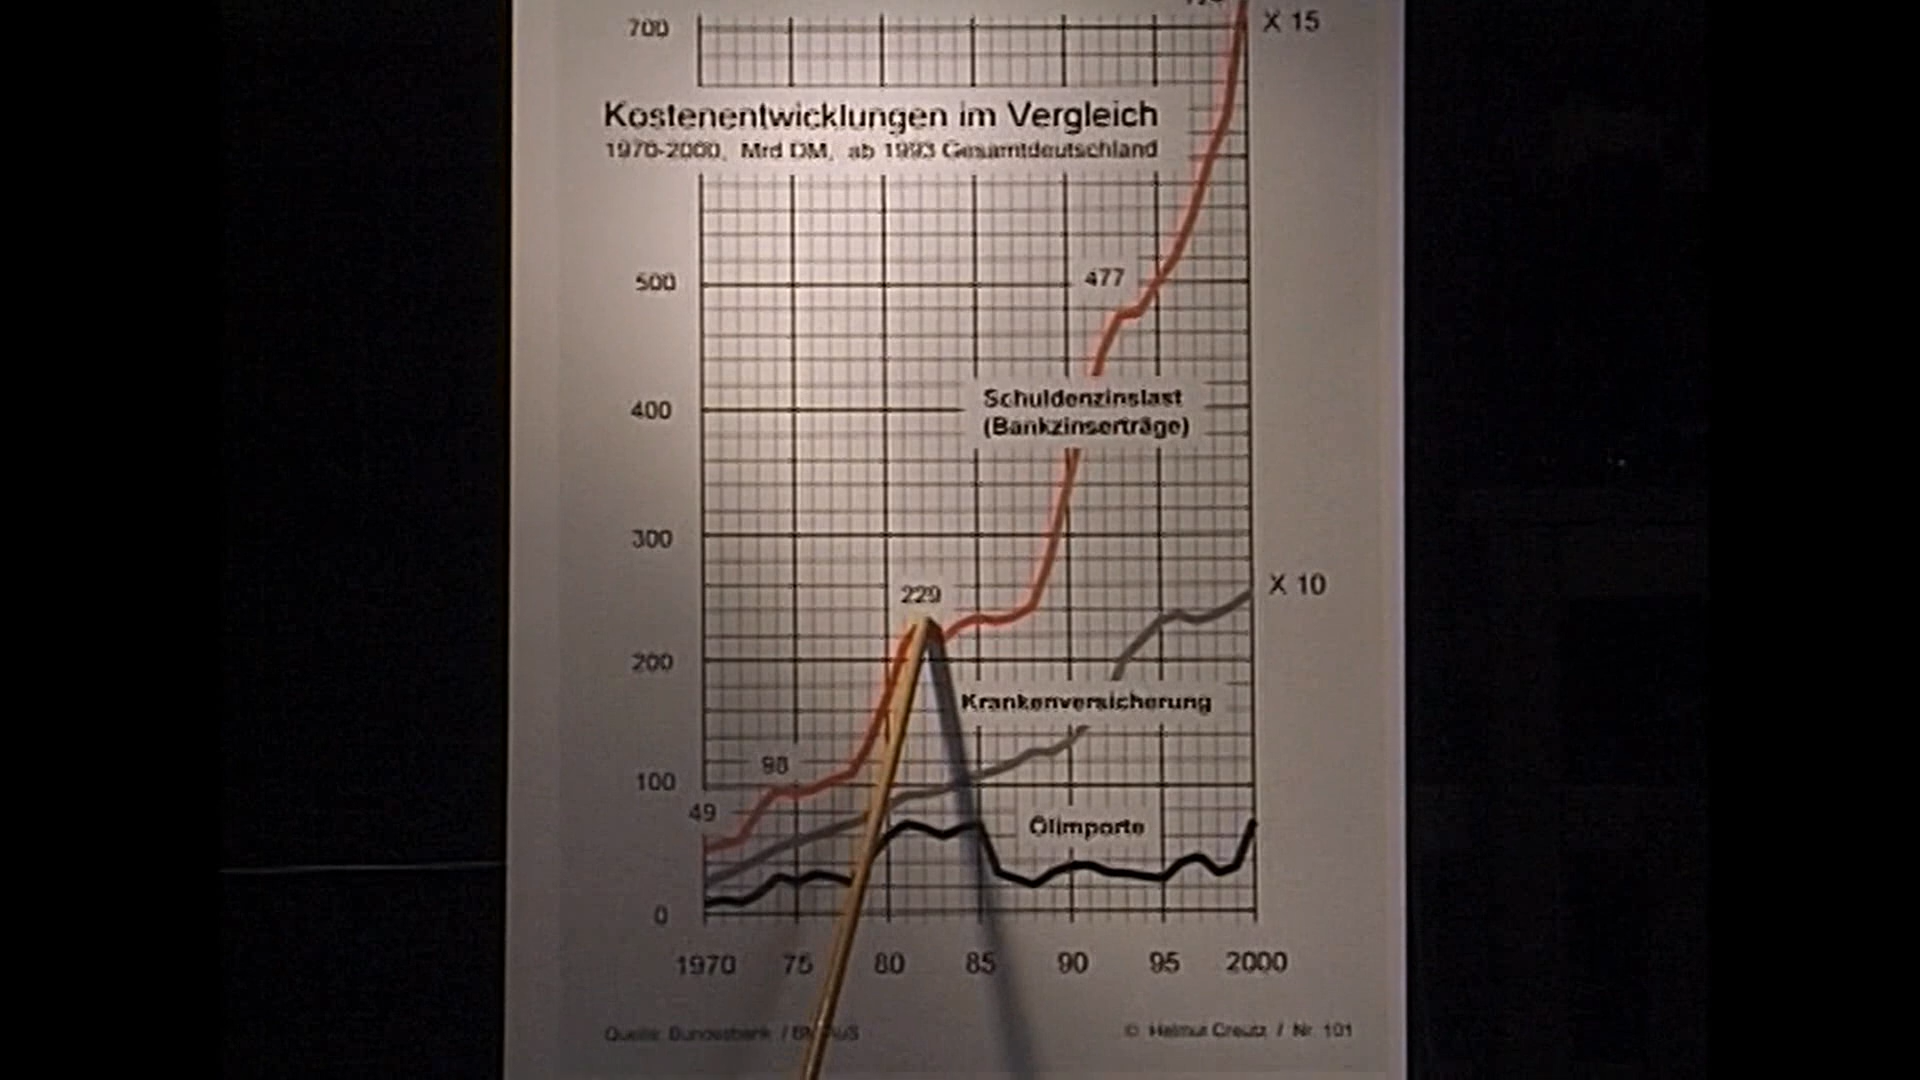 700
X 15
Kostenentwicklungen im Vergleich
1970-2000, Mrd DM, ab 1993 Gesamtdeutschland
500
477
Schuldenzinslast
(Bankzinserträge)
400
300
X 10
229
200
Krankenversicherung
98
100
49
Ölimporte
0
1970 75 80 85 90 95 2000
Quelle: Bundesbank /
© Helmut Creutz / Nr. 101